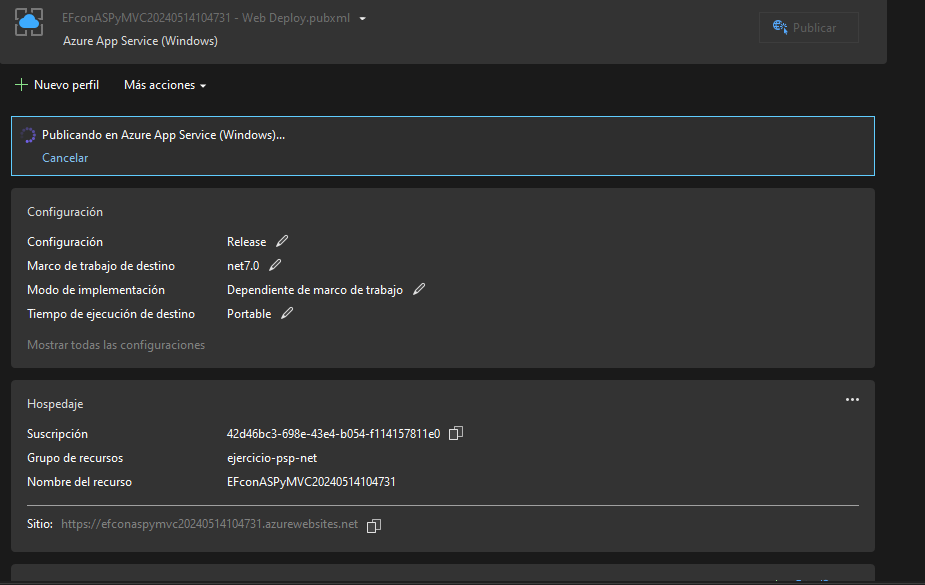 EFconASPyMVC20240514104731 - Web Deploy.pubxml
Azure App Service (Windows)
Publicar
Nuevo perfil Más acciones
Publicando en Azure App Service (Windows)...
Cancelar
Configuración
Configuración Release
Marco de trabajo de destino net7.0
Modo de implementación Dependiente de marco de trabajo
Tiempo de ejecución de destino Portable
Mostrar todas las configuraciones
Hospedaje
Suscripción 42d46bc3-698e-43e4-b054-f114157811e0
Grupo de recursos ejercicio-psp-net
Nombre del recurso EFconASPyMVC20240514104731
Sitio: https://efconaspymvc20240514104731.azurewebsites.net